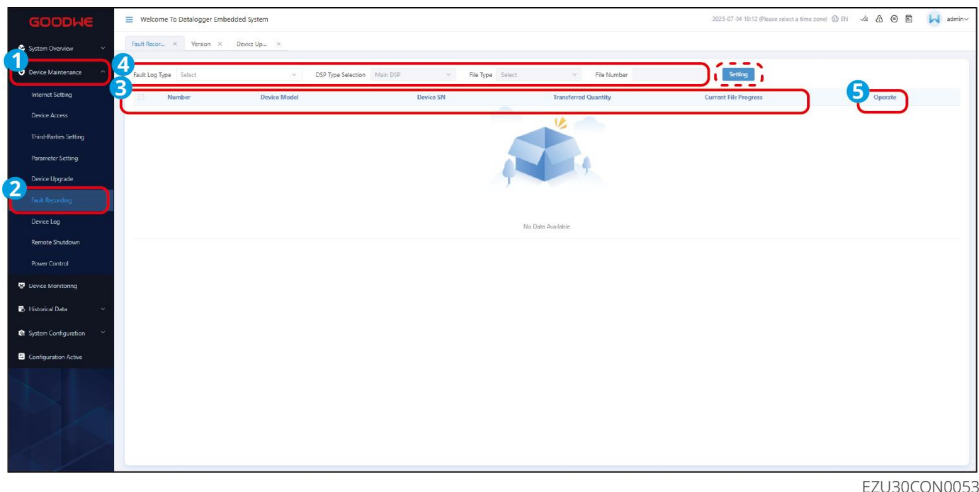 GOODWE
Welcome To Datalogger Embedded System
2025-07-04 10:12 (Please select a time zone) EN admin
System Overview
Fault Recor... × Version × Device Up... ×
1
Device Maintenance
4
Fault Log Type Select DSP Type Selection Main DSP File Type Select File Number Setting
3
Number Device Model Device SN Transferred Quantity Current File Progress Operate
5
Internet Setting
Device Access
Third-Parties Setting
Parameter Setting
Device Upgrade
2
Fault Recording
Device Log
No Data Available
Remote Shutdown
Power Control
Device Monitoring
Historical Data
System Configuration
Configuration Active
EZU30CON0053